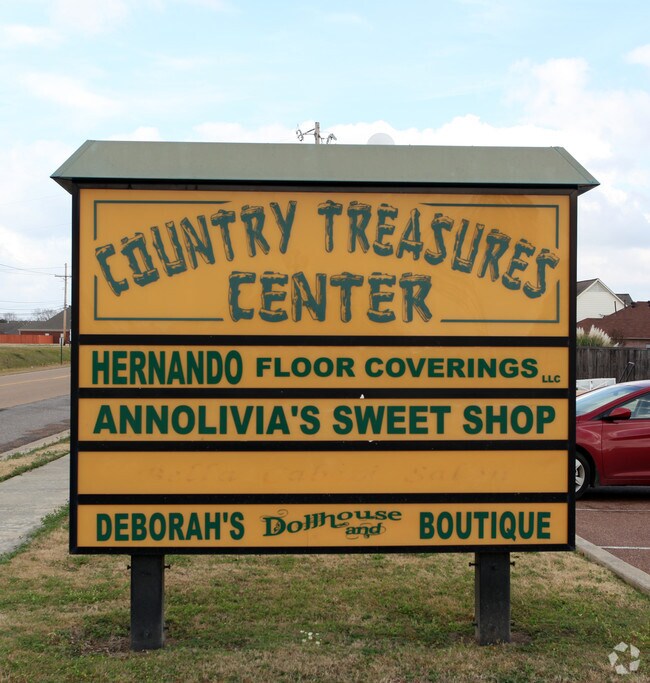 COUNTRY TREASURES
CENTER
HERNANDO FLOOR COVERINGS LLC
ANNOLIVIA'S SWEET SHOP
DEBORAH'S Dollhouse and BOUTIQUE